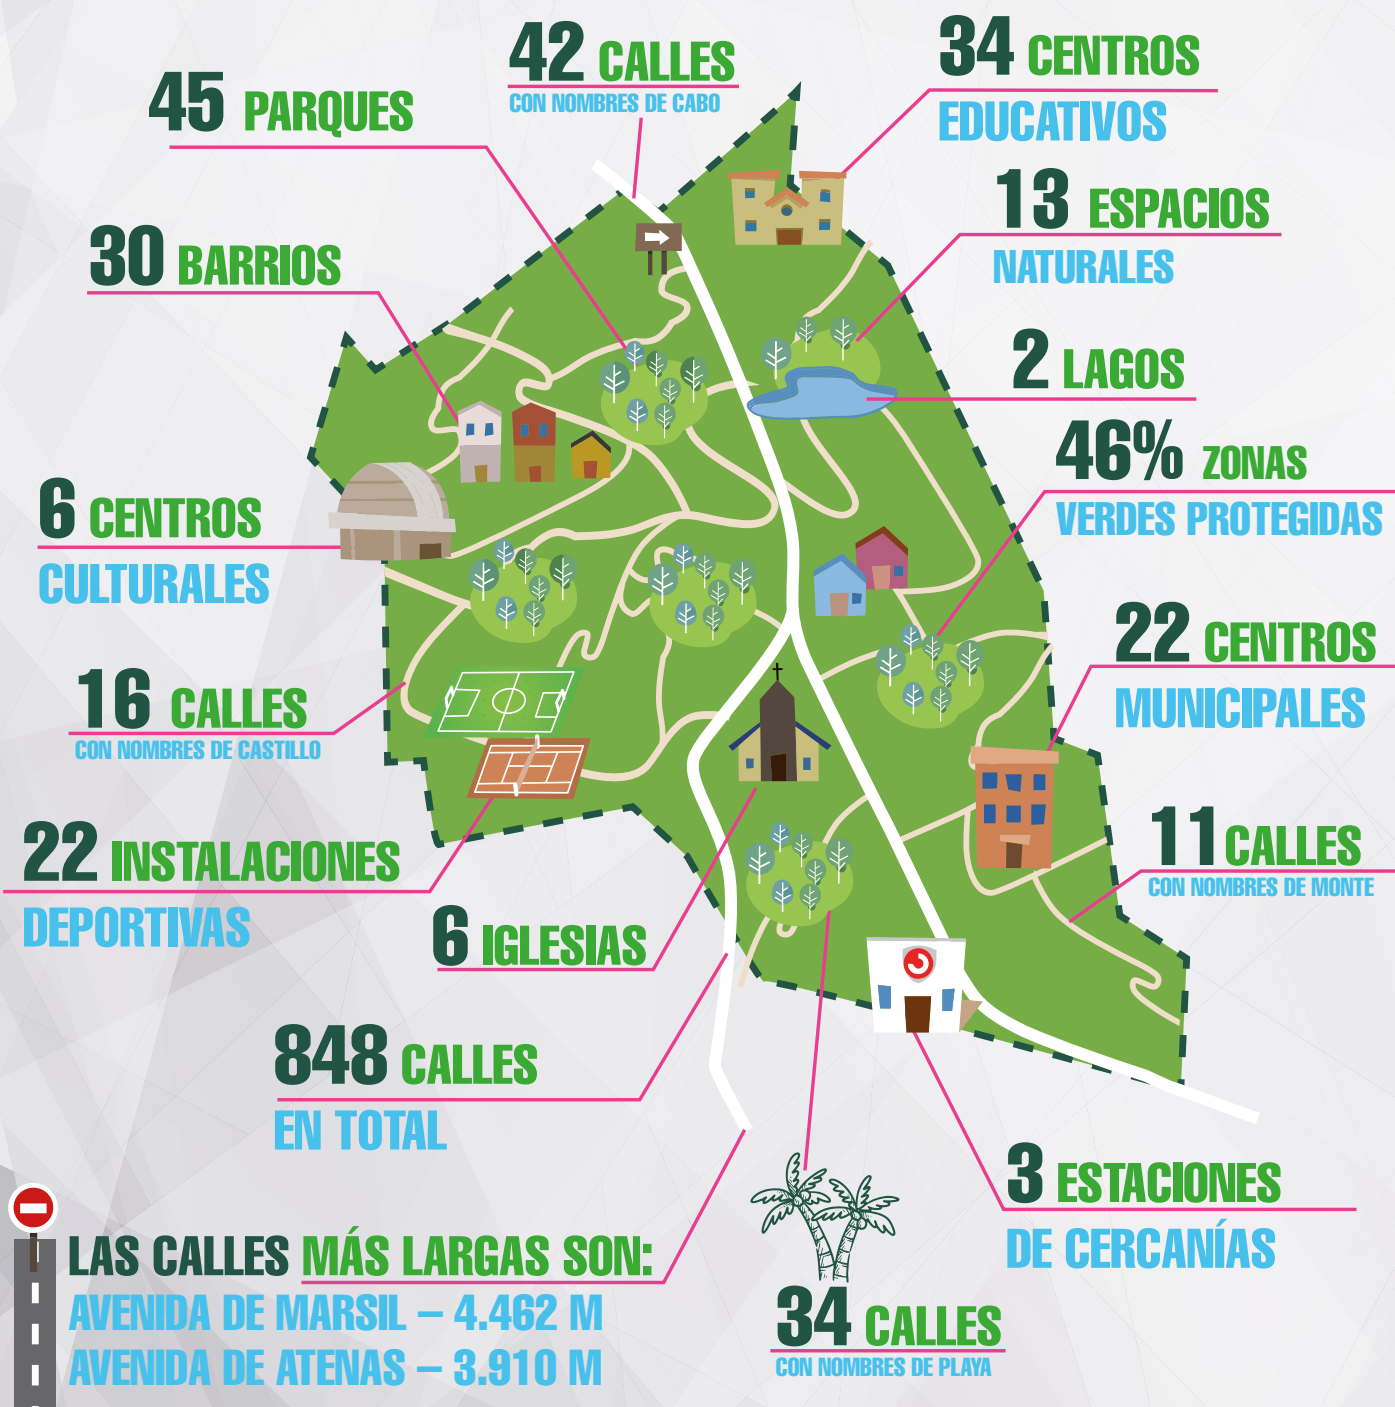 42 CALLES
CON NOMBRES DE CABO
34 CENTROS
EDUCATIVOS
45 PARQUES
13 ESPACIOS
NATURALES
30 BARRIOS
2 LAGOS
46% ZONAS
VERDES PROTEGIDAS
6 CENTROS
CULTURALES
22 CENTROS
MUNICIPALES
16 CALLES
CON NOMBRES DE CASTILLO
11 CALLES
CON NOMBRES DE MONTE
22 INSTALACIONES
DEPORTIVAS
6 IGLESIAS
848 CALLES
EN TOTAL
3 ESTACIONES
DE CERCANÍAS
LAS CALLES MÁS LARGAS SON:
AVENIDA DE MARSIL – 4.462 M
AVENIDA DE ATENAS – 3.910 M
34 CALLES
CON NOMBRES DE PLAYA